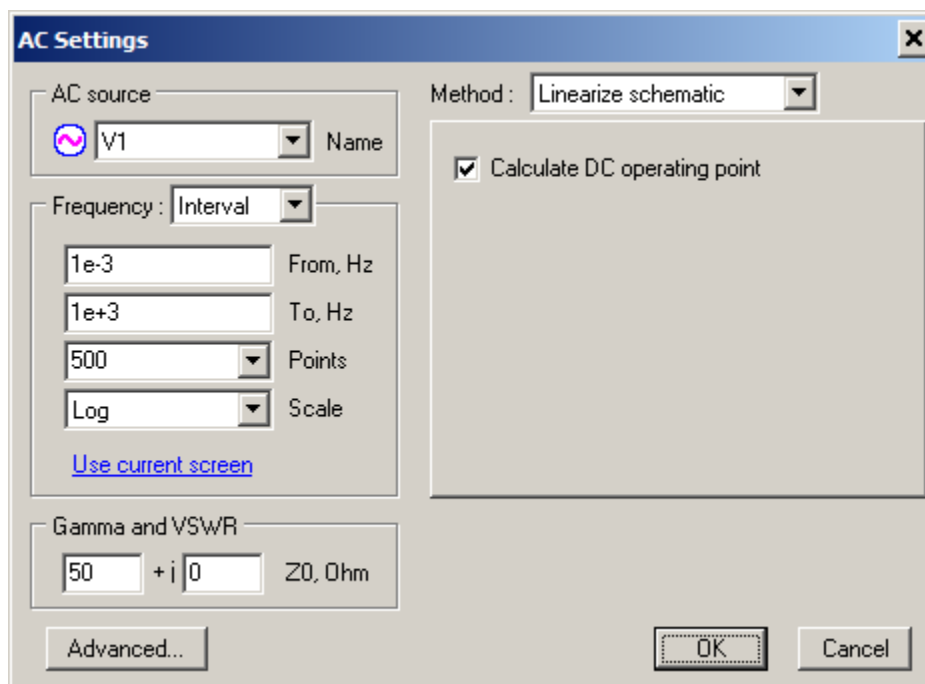 AC Settings
AC source
V1 Name
Frequency : Interval
1e-3 From, Hz
1e+3 To, Hz
500 Points
Log Scale
Use current screen
Gamma and VSWR
50 + j 0 Z0, Ohm
Advanced...
Method : Linearize schematic
Calculate DC operating point
OK Cancel